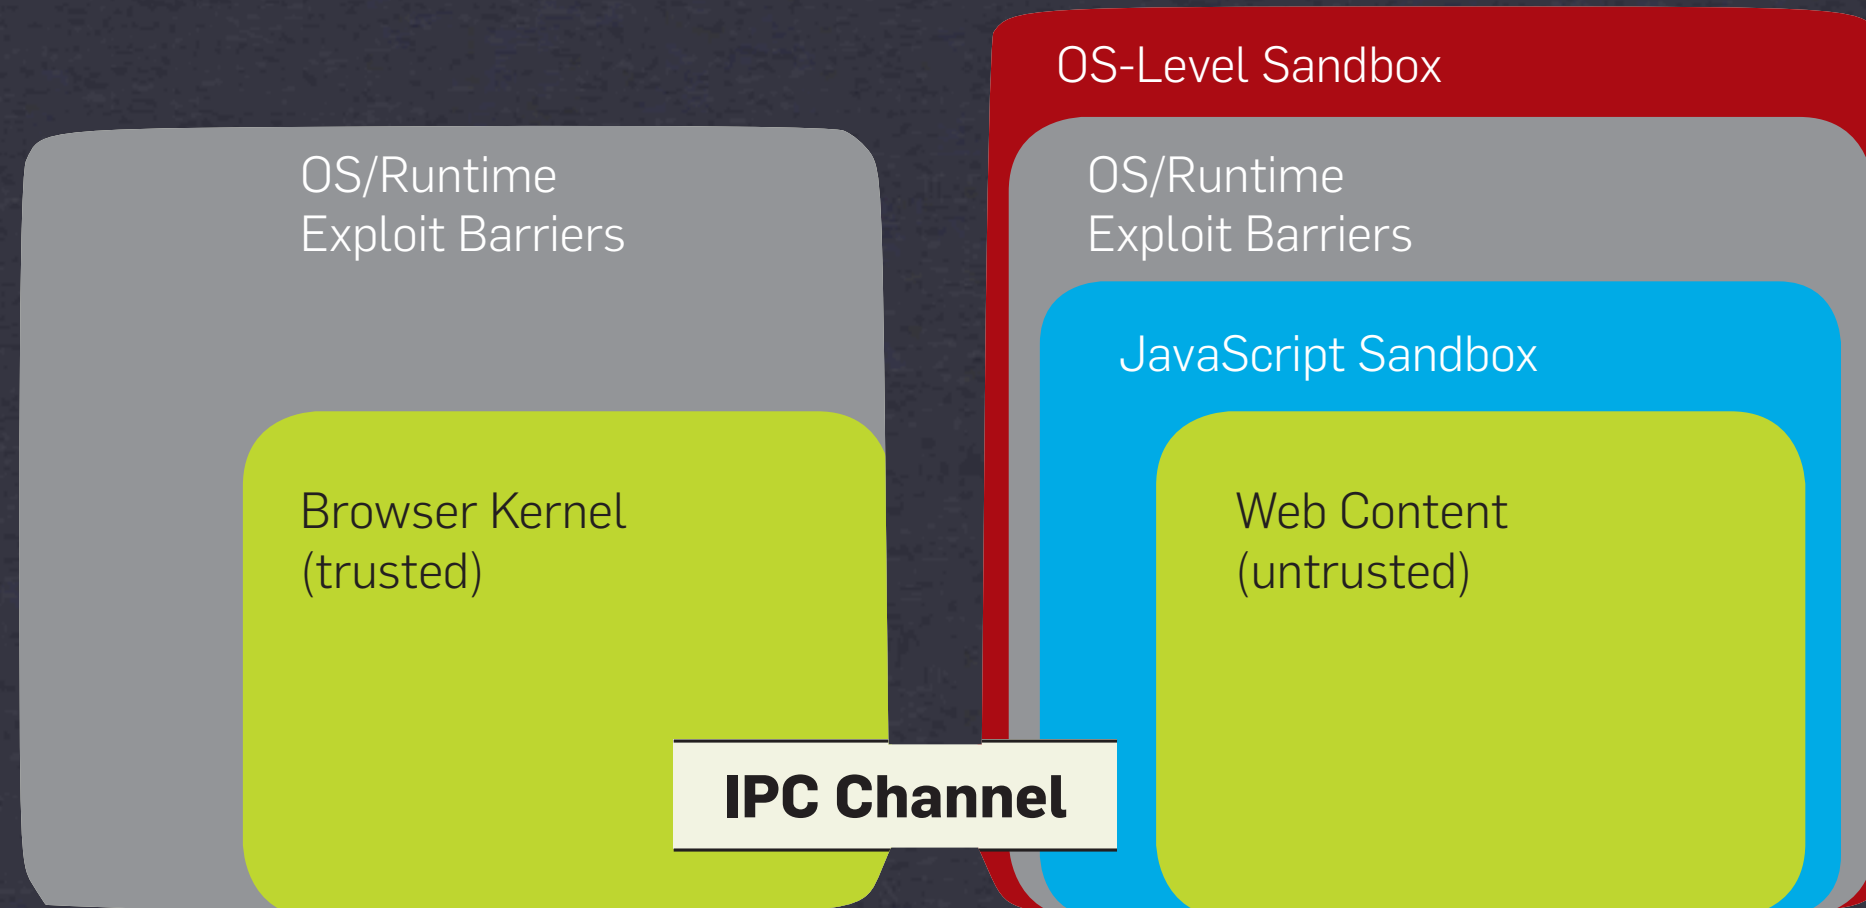 OS/Runtime
Exploit Barriers
Browser Kernel
(trusted)
IPC Channel
OS-Level Sandbox
OS/Runtime
Exploit Barriers
JavaScript Sandbox
Web Content
(untrusted)